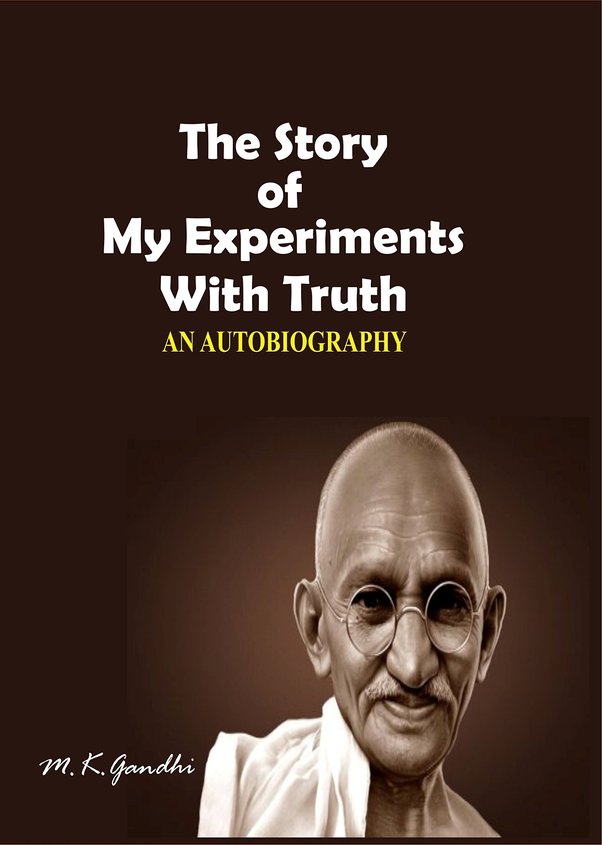 The Story
of
My Experiments
With Truth
AN AUTOBIOGRAPHY
M. K. Gandhi